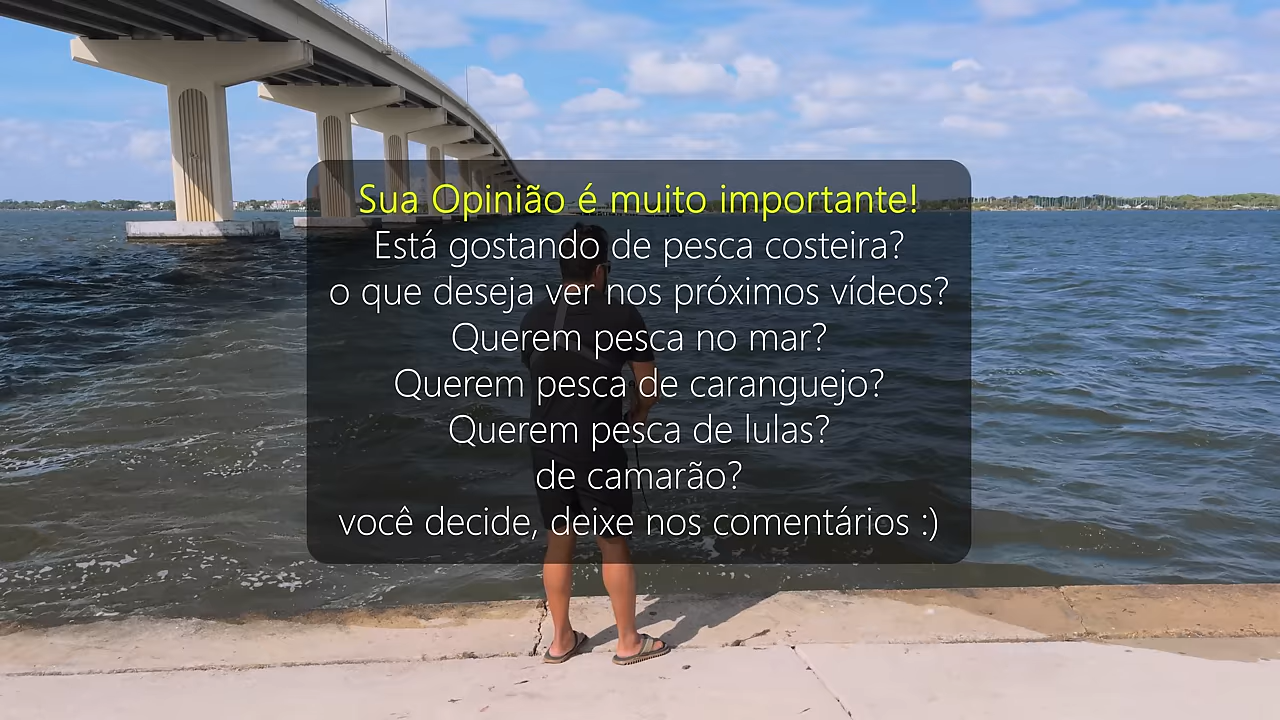 Sua Opinião é muito importante!
Está gostando de pesca costeira?
o que deseja ver nos próximos vídeos?
Querem pesca no mar?
Querem pesca de caranguejo?
Querem pesca de lulas?
de camarão?
você decide, deixe nos comentários :)